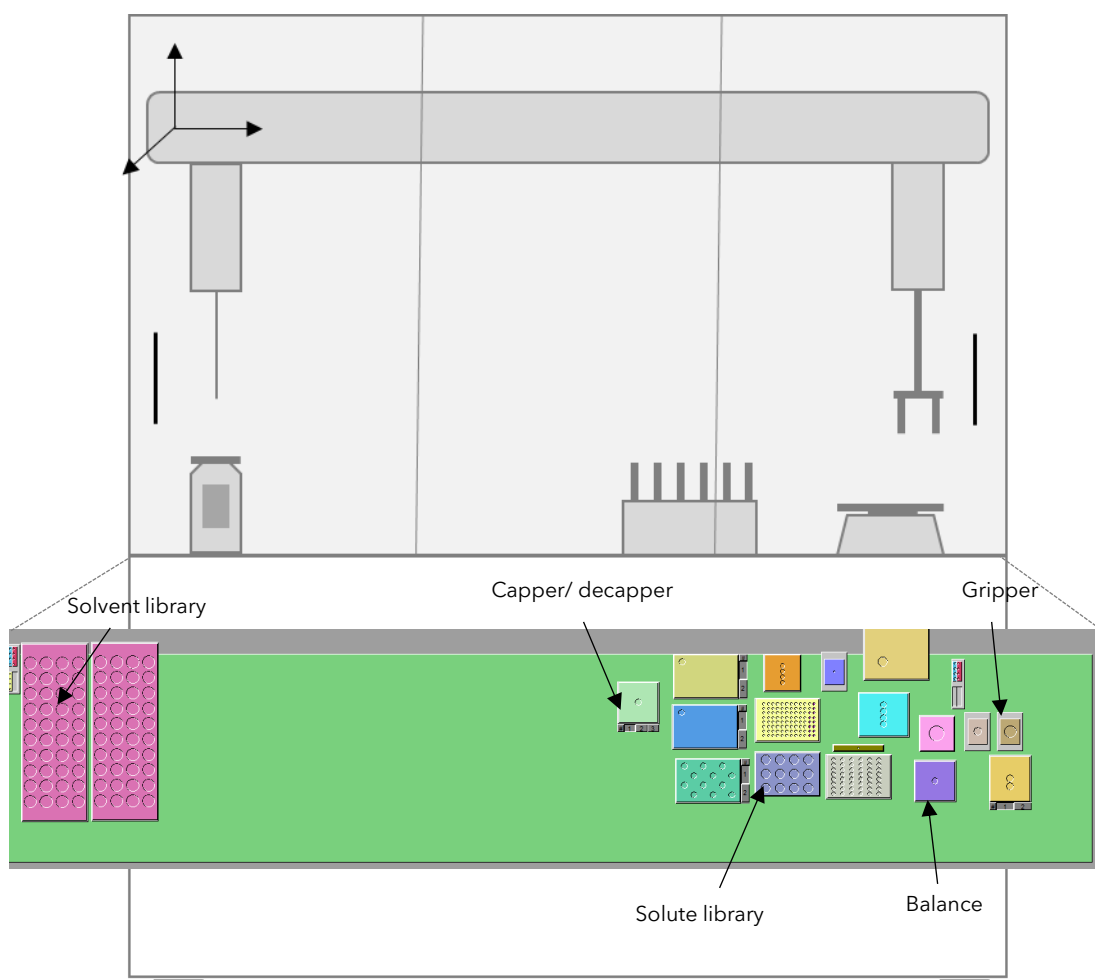 Capper/ decapper
Gripper
Solvent library
Solute library
Balance